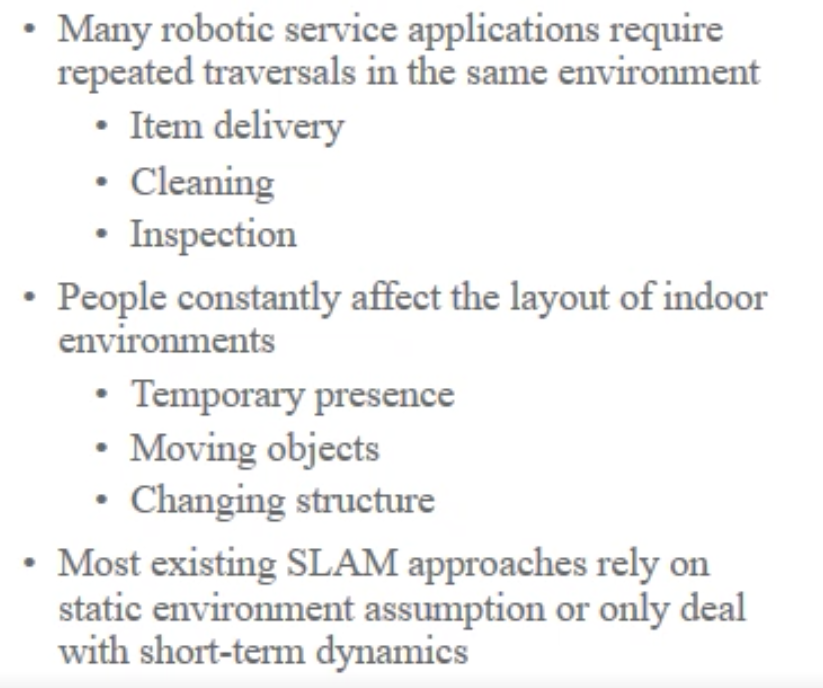 • Many robotic service applications require
repeated traversals in the same environment
• Item delivery
• Cleaning
• Inspection
• People constantly affect the layout of indoor
environments
• Temporary presence
• Moving objects
• Changing structure
• Most existing SLAM approaches rely on
static environment assumption or only deal
with short-term dynamics